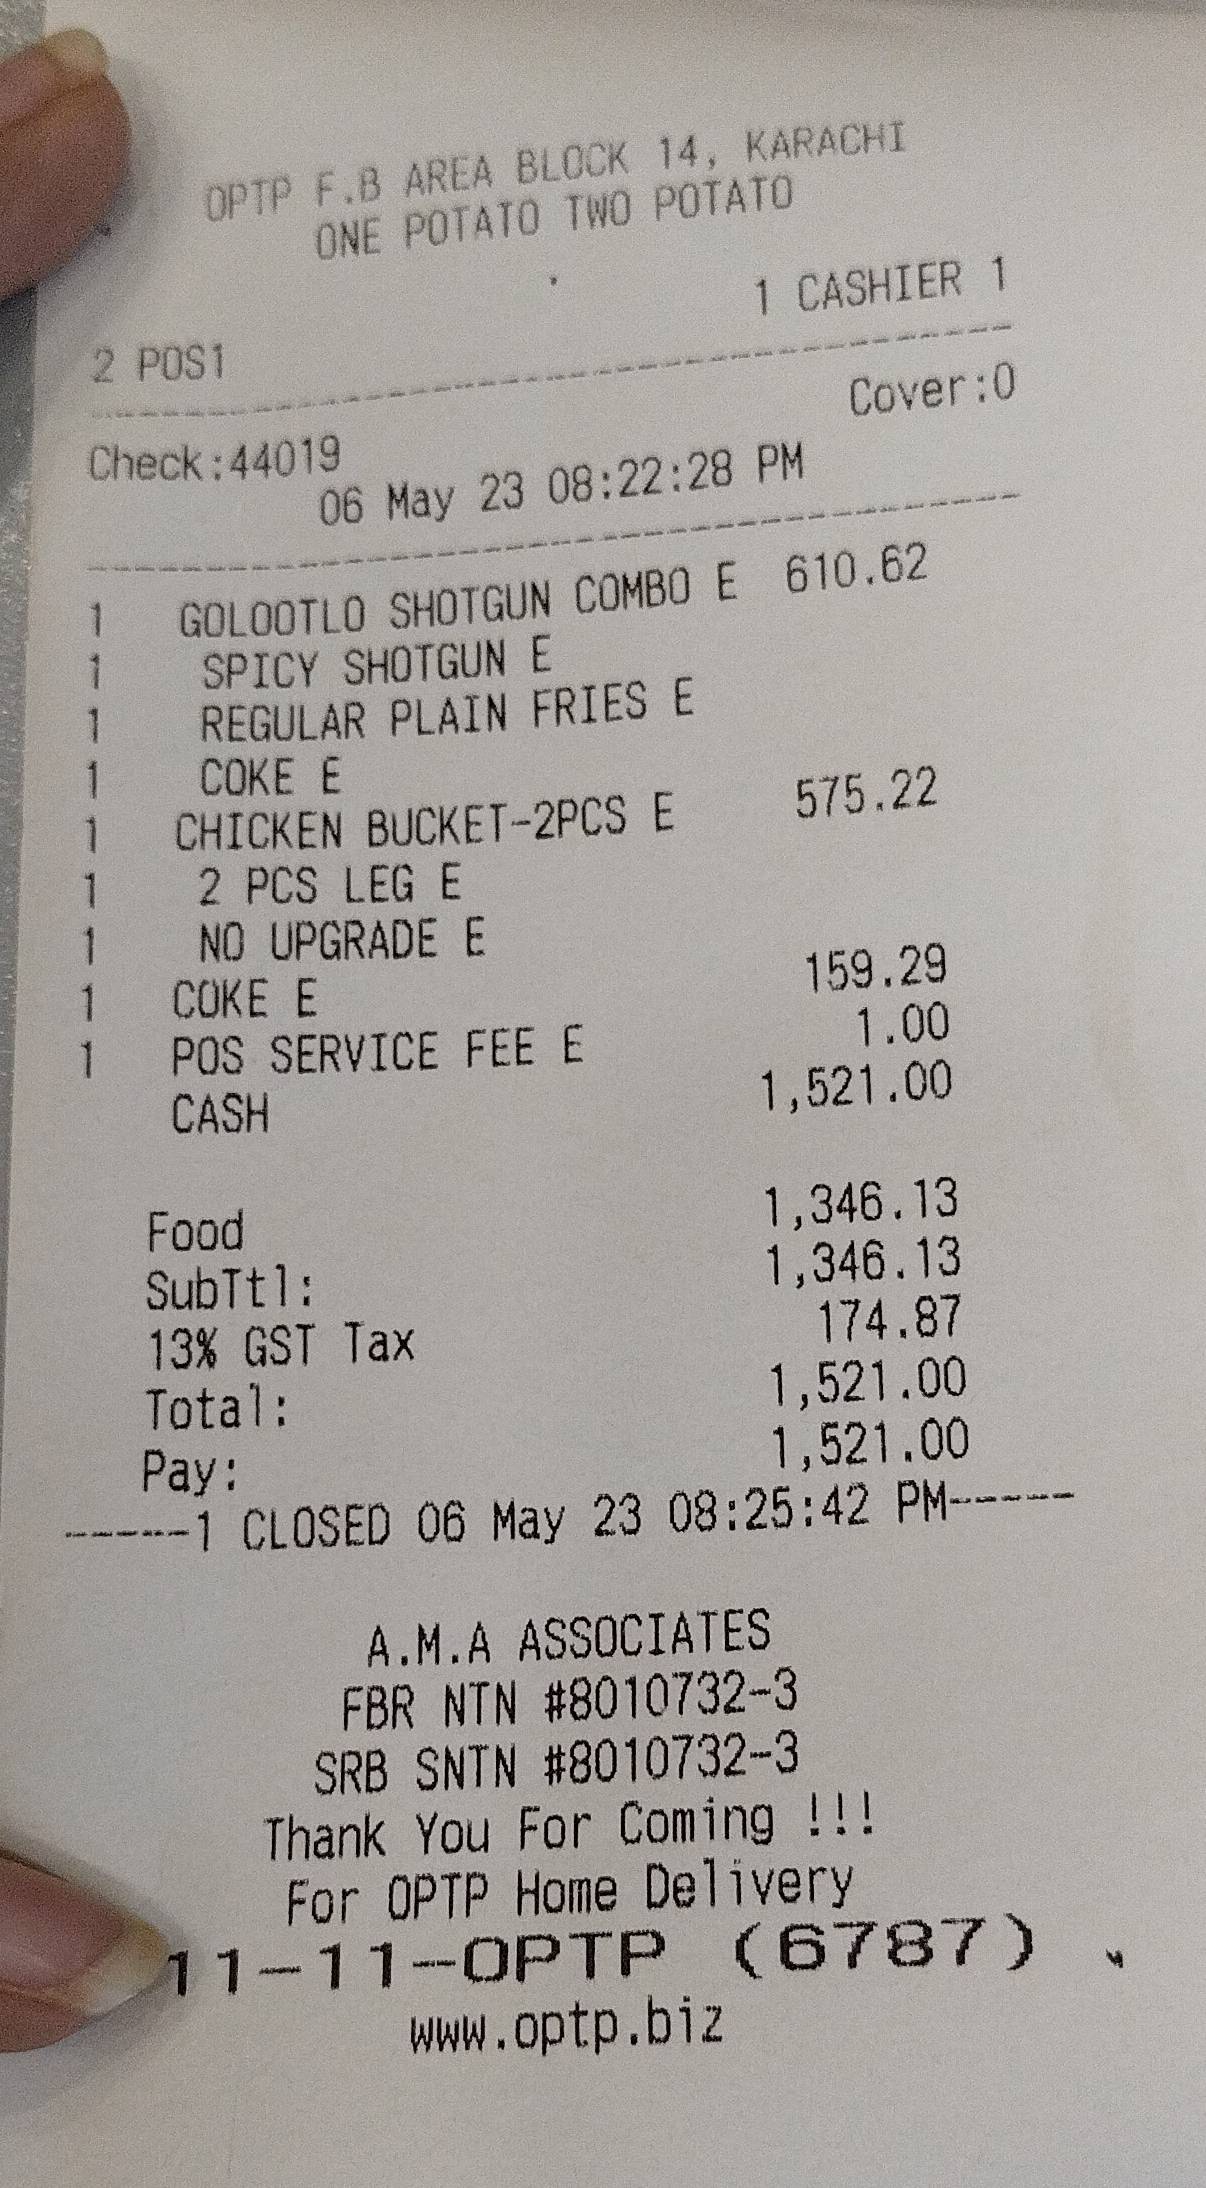 OPTP F.B AREA BLOCK 14, KARACHI
ONE POTATO TWO POTATO
1 CASHIER 1
2 POS1
Cover:0
Check:44019
06 May 23 08:22:28 PM
1 GOLOOTLO SHOTGUN COMBO E 610.62
1 SPICY SHOTGUN E
1 REGULAR PLAIN FRIES E
1 COKE E
1 CHICKEN BUCKET-2PCS E 575.22
1 2 PCS LEG E
1 NO UPGRADE E
1 COKE E 159.29
1 POS SERVICE FEE E 1.00
CASH 1,521.00
Food 1,346.13
SubTtl: 1,346.13
13% GST Tax 174.87
Total: 1,521.00
Pay: 1,521.00
-----1 CLOSED 06 May 23 08:25:42 PM-----
A.M.A ASSOCIATES
FBR NTN #8010732-3
SRB SNTN #8010732-3
Thank You For Coming !!!
For OPTP Home Delivery
11-11-OPTP (6787) .
www.optp.biz